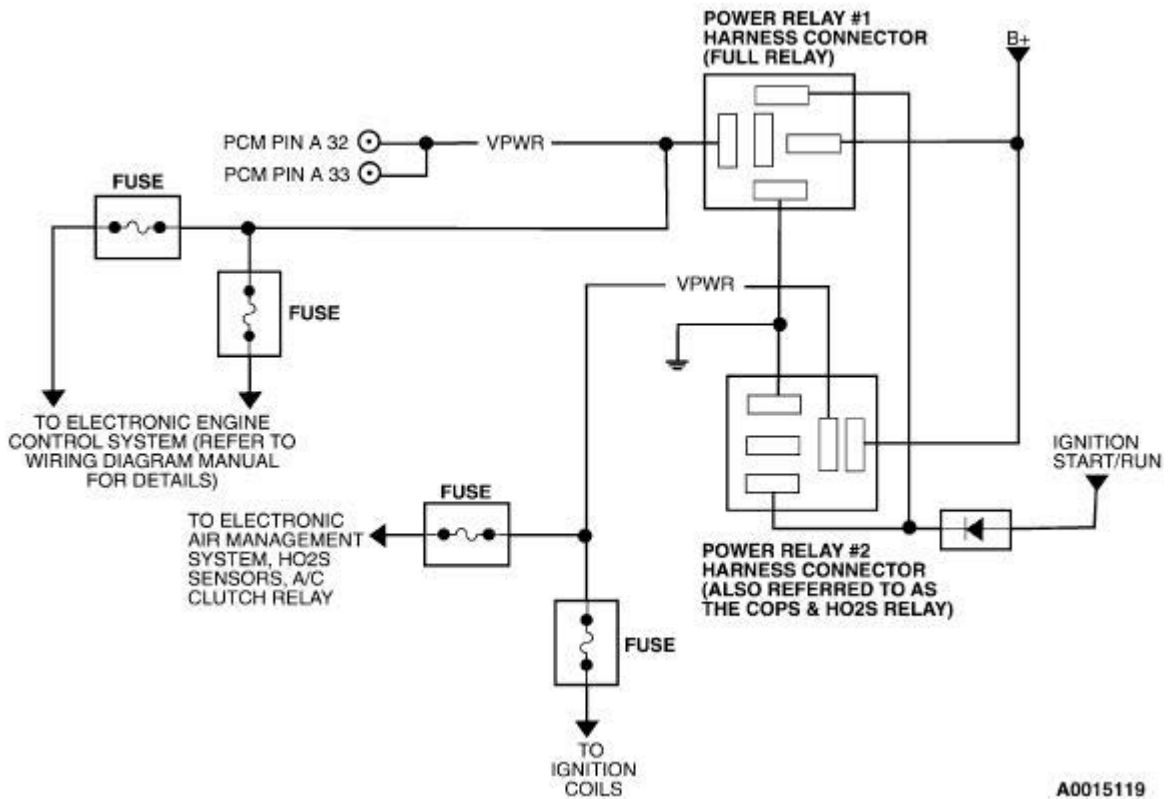 POWER RELAY #1
HARNESS CONNECTOR
(FULL RELAY)
B+
PCM PIN A 32
VPWR
PCM PIN A 33
FUSE
FUSE
VPWR
TO ELECTRONIC ENGINE
CONTROL SYSTEM (REFER TO
WIRING DIAGRAM MANUAL
FOR DETAILS)
IGNITION
START/RUN
FUSE
TO ELECTRONIC
AIR MANAGEMENT
SYSTEM, HO2S
SENSORS, A/C
CLUTCH RELAY
POWER RELAY #2
HARNESS CONNECTOR
(ALSO REFERRED TO AS
THE COPS & HO2S RELAY)
FUSE
TO
IGNITION
COILS
A0015119